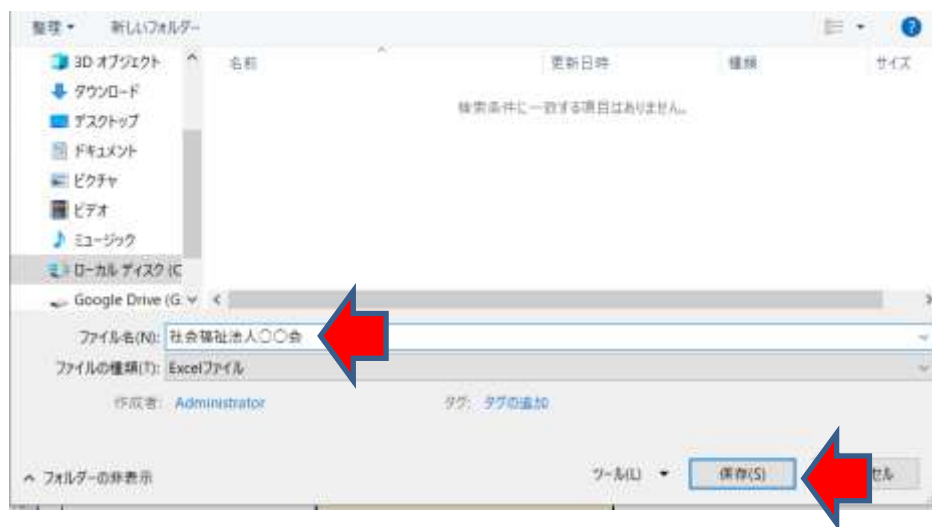 整理 新しいフォルダー
3D オブジェクト 名前 更新日時 種類 サイズ
ダウンロード
検索条件に一致する項目はありません。
デスクトップ
ドキュメント
ピクチャ
ビデオ
ミュージック
ローカル ディスク (C
Google Drive (G:
ファイル名(N): 社会福祉法人○○会
ファイルの種類(T): Excelファイル
作成者: Administrator タグ: タグの追加
フォルダーの非表示 ツール(L) 保存(S) セル